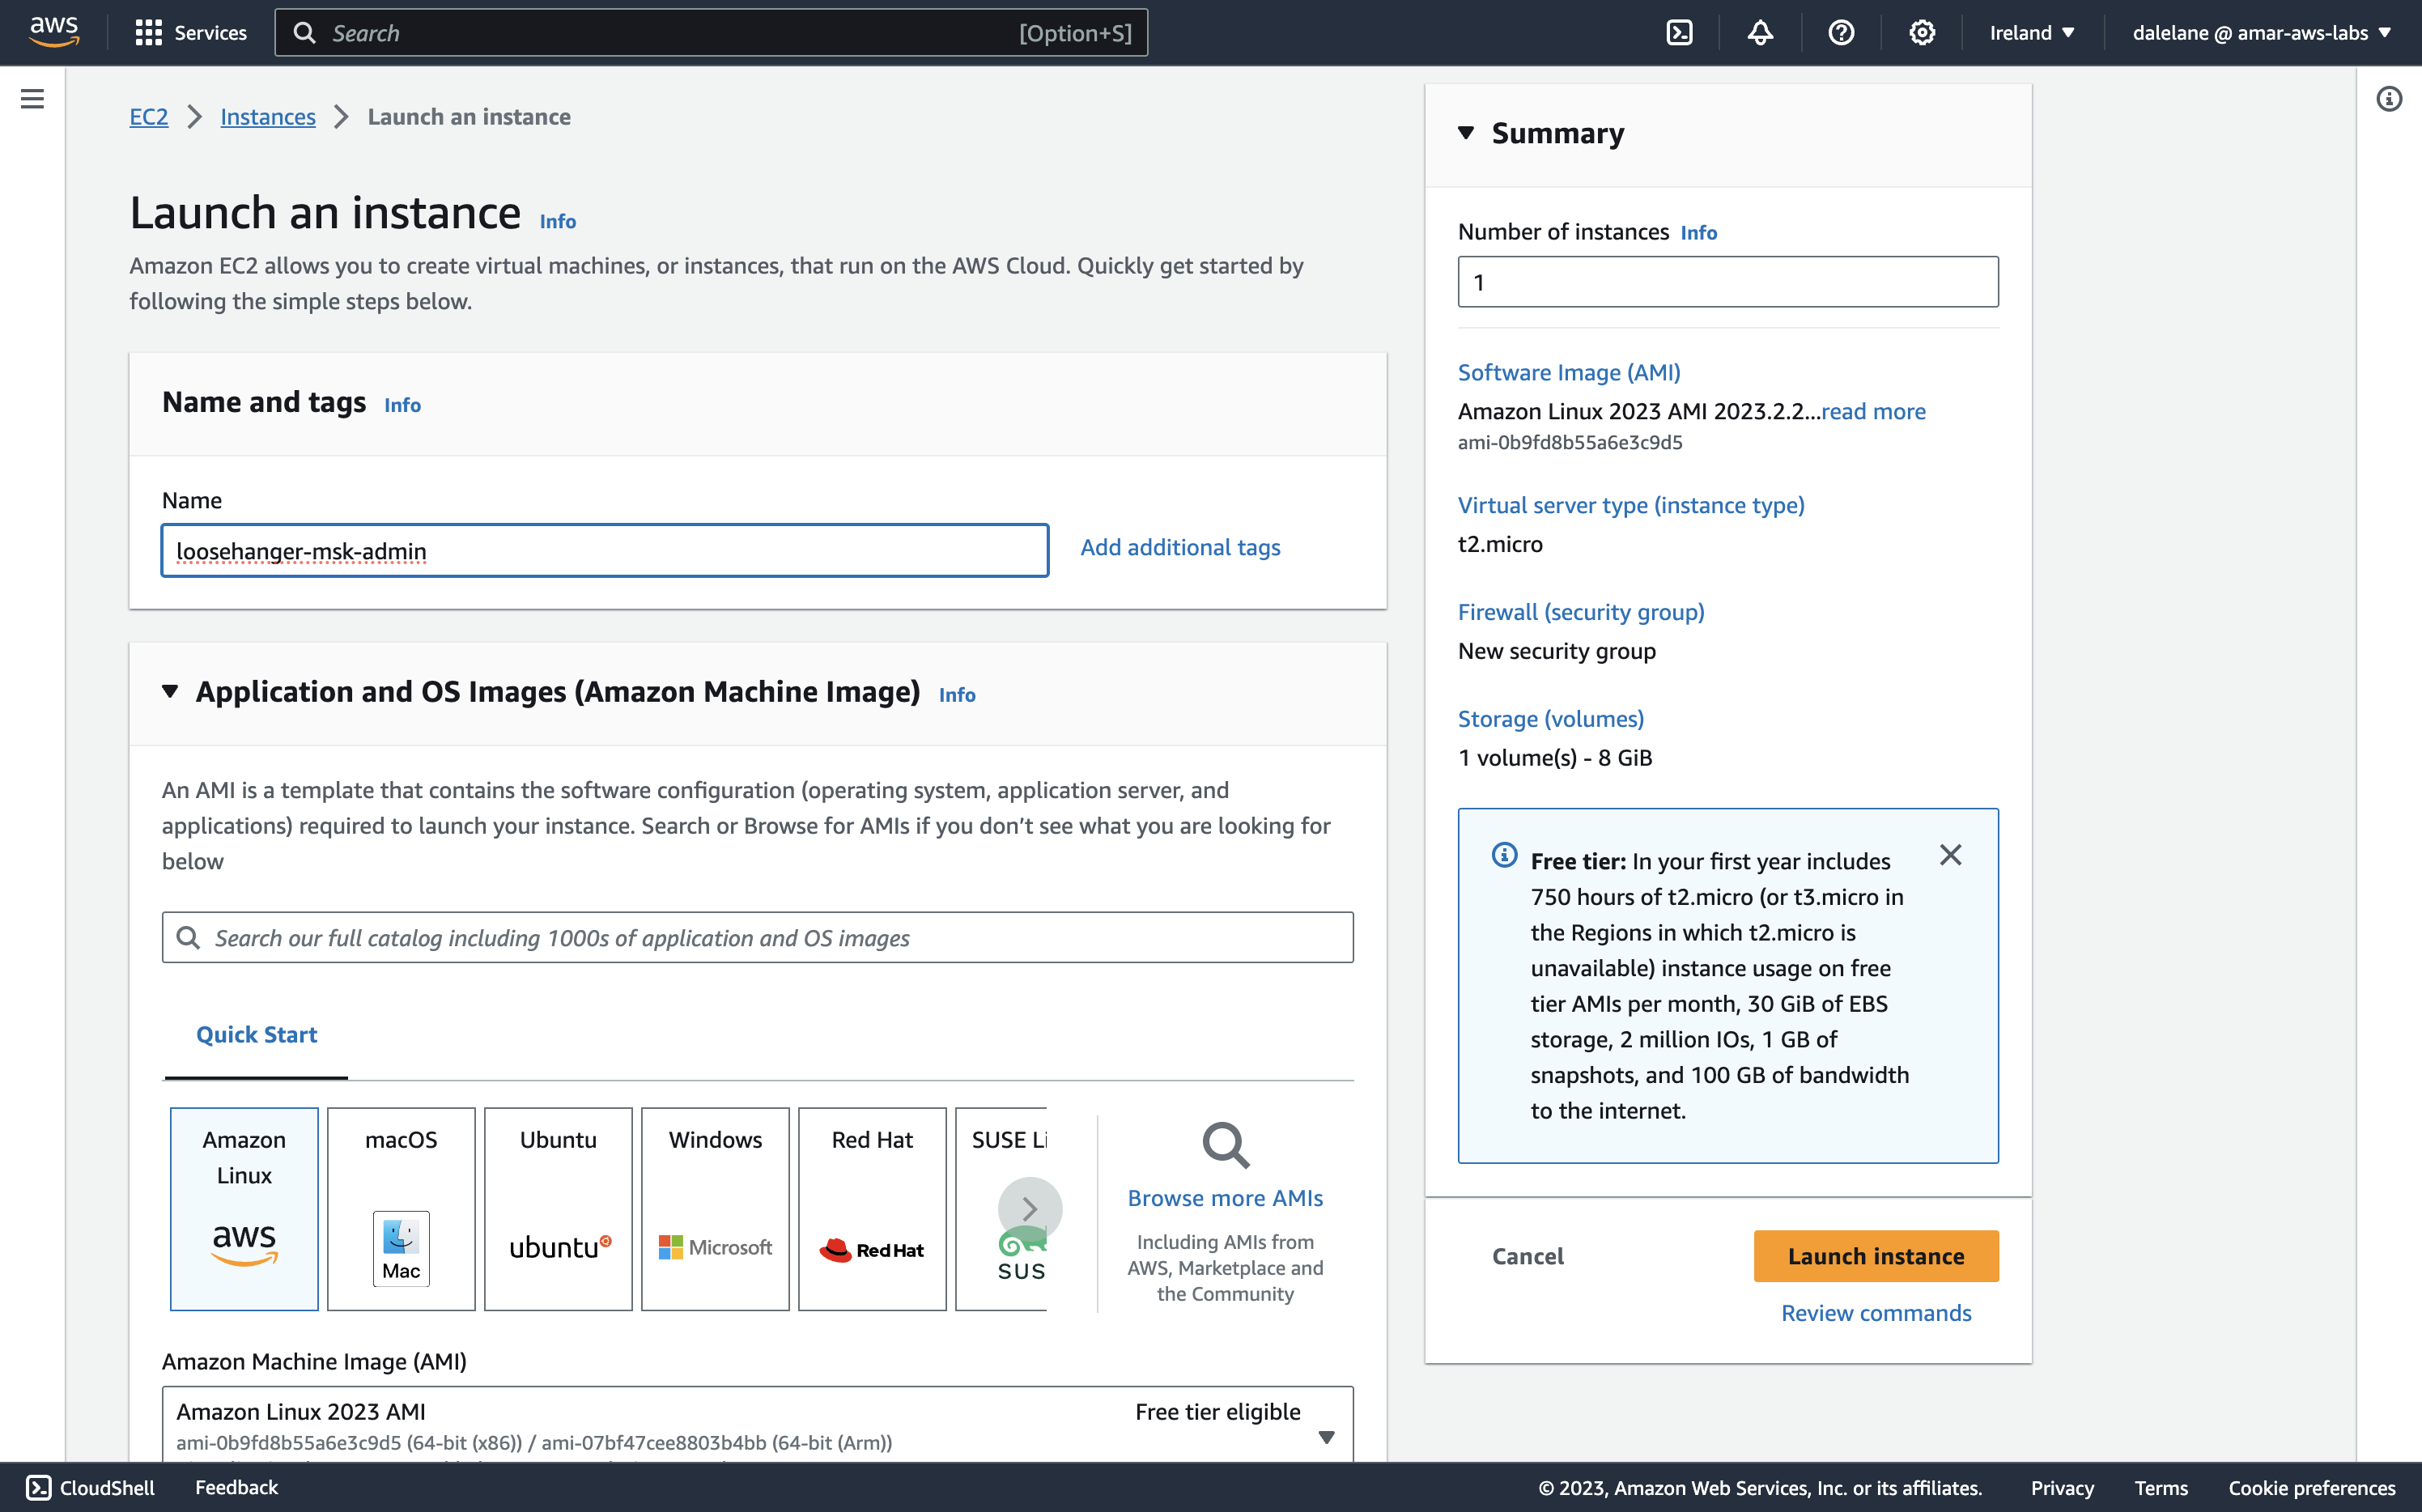 aws
Services
Search
[Option+S]
Ireland
dalelane @ amar-aws-labs
EC2
Instances
Launch an instance
Launch an instance
Info
Amazon EC2 allows you to create virtual machines, or instances, that run on the AWS Cloud. Quickly get started by
following the simple steps below.
Name and tags
Info
Name
loosehanger-msk-admin
Add additional tags
Application and OS Images (Amazon Machine Image)
Info
An AMI is a template that contains the software configuration (operating system, application server, and
applications) required to launch your instance. Search or Browse for AMIs if you don't see what you are looking for
below
Search our full catalog including 1000s of application and OS images
Quick Start
Amazon
Linux
aws
macOS
Mac
Ubuntu
ubuntu
Windows
Microsoft
Red Hat
Red Hat
SUSE Li
SUS
Browse more AMIs
Including AMIs from
AWS, Marketplace and
the Community
Amazon Machine Image (AMI)
Amazon Linux 2023 AMI
Free tier eligible
ami-0b9fd8b55a6e3c9d5 (64-bit (x86)) / ami-07bf47cee8803b4bb (64-bit (Arm))
Summary
Number of instances
Info
1
Software Image (AMI)
Amazon Linux 2023 AMI 2023.2.2...read more
ami-0b9fd8b55a6e3c9d5
Virtual server type (instance type)
t2.micro
Firewall (security group)
New security group
Storage (volumes)
1 volume(s) - 8 GiB
Free tier: In your first year includes
750 hours of t2.micro (or t3.micro in
the Regions in which t2.micro is
unavailable) instance usage on free
tier AMIs per month, 30 GiB of EBS
storage, 2 million IOs, 1 GB of
snapshots, and 100 GB of bandwidth
to the internet.
Cancel
Launch instance
Review commands
CloudShell
Feedback
© 2023, Amazon Web Services, Inc. or its affiliates.
Privacy
Terms
Cookie preferences